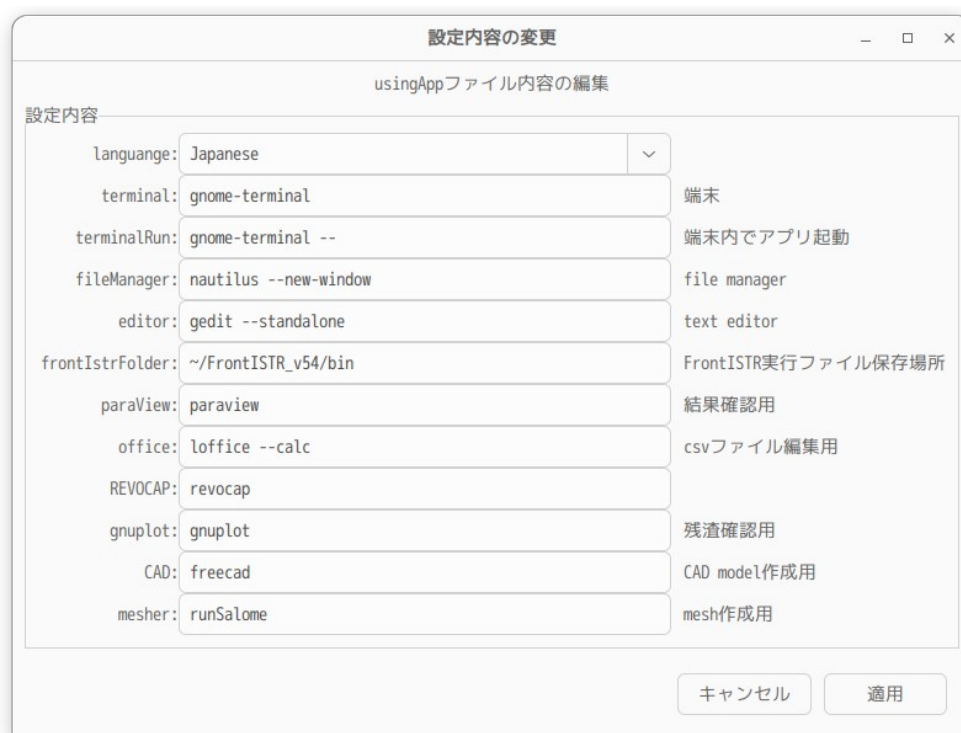 設定内容の変更
usingAppファイル内容の編集
設定内容
languange: Japanese
terminal: gnome-terminal 端末
terminalRun: gnome-terminal -- 端末内でアプリ起動
fileManager: nautilus --new-window file manager
editor: gedit --standalone text editor
frontIstrFolder: ~/FrontISTR_v54/bin FrontISTR実行ファイル保存場所
paraView: paraview 結果確認用
office: loffice --calc csvファイル編集用
REVOCAP: revocap
gnuplot: gnuplot 残渣確認用
CAD: freecad CAD model作成用
mesher: runSalome mesh作成用
キャンセル 適用